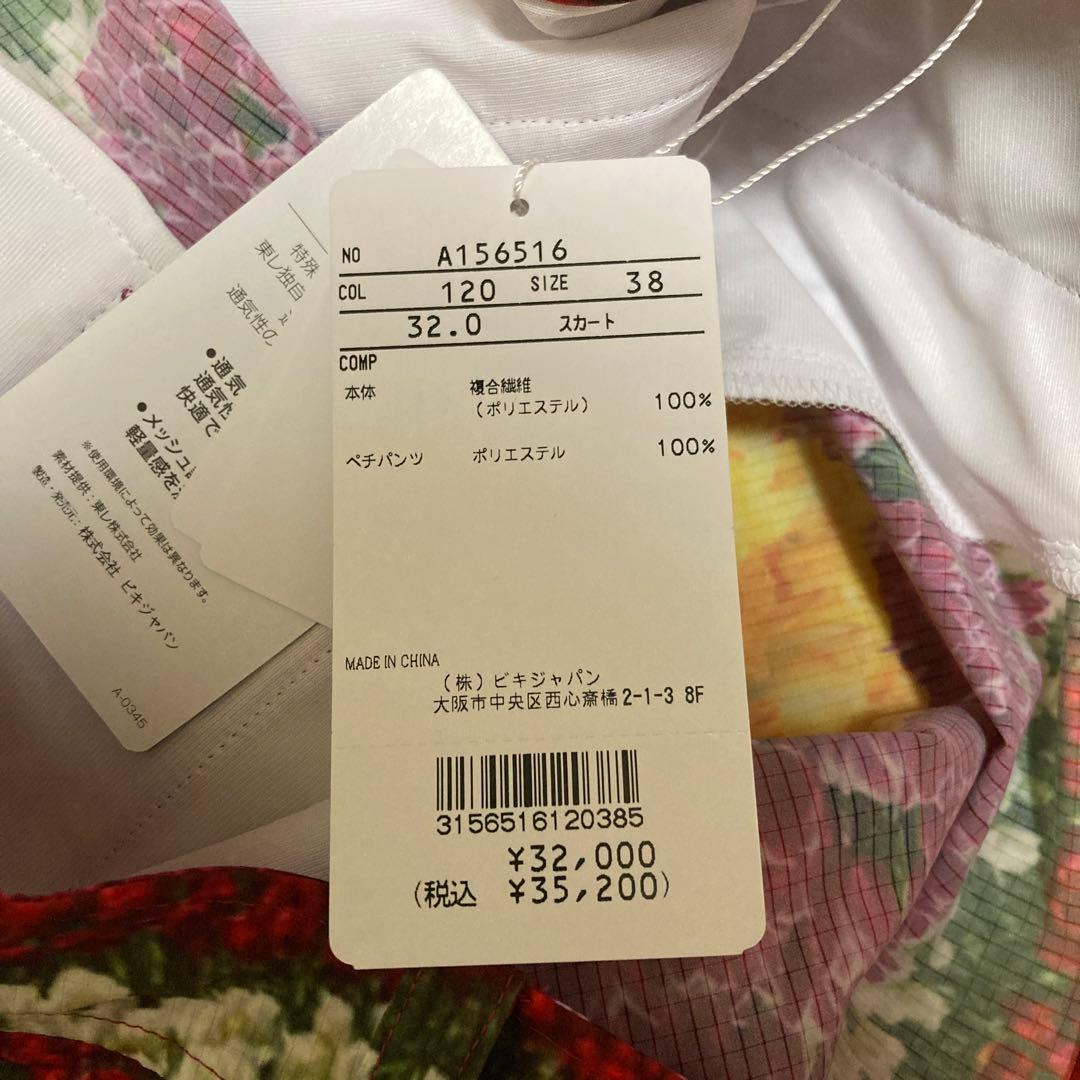 NO A156516
COL 120 SIZE 38
32.0 スカート
COMP
本体 複合繊維 100%
(ポリエステル)
ペチパンツ ポリエステル 100%
MADE IN CHINA
(株)ビキジャパン
大阪市中央区西心斎橋2-1-3 8F
3156516120385
¥32,000
(税込 ¥35,200)
特殊
東レ独自
通気性の
●通気
通気
快適で
●メッシュ
軽量感を
※使用環境によって効果は異なります。
素材提供:東レ株式会社
製造・発売元:株式会社 ビキジャパン
A-0345